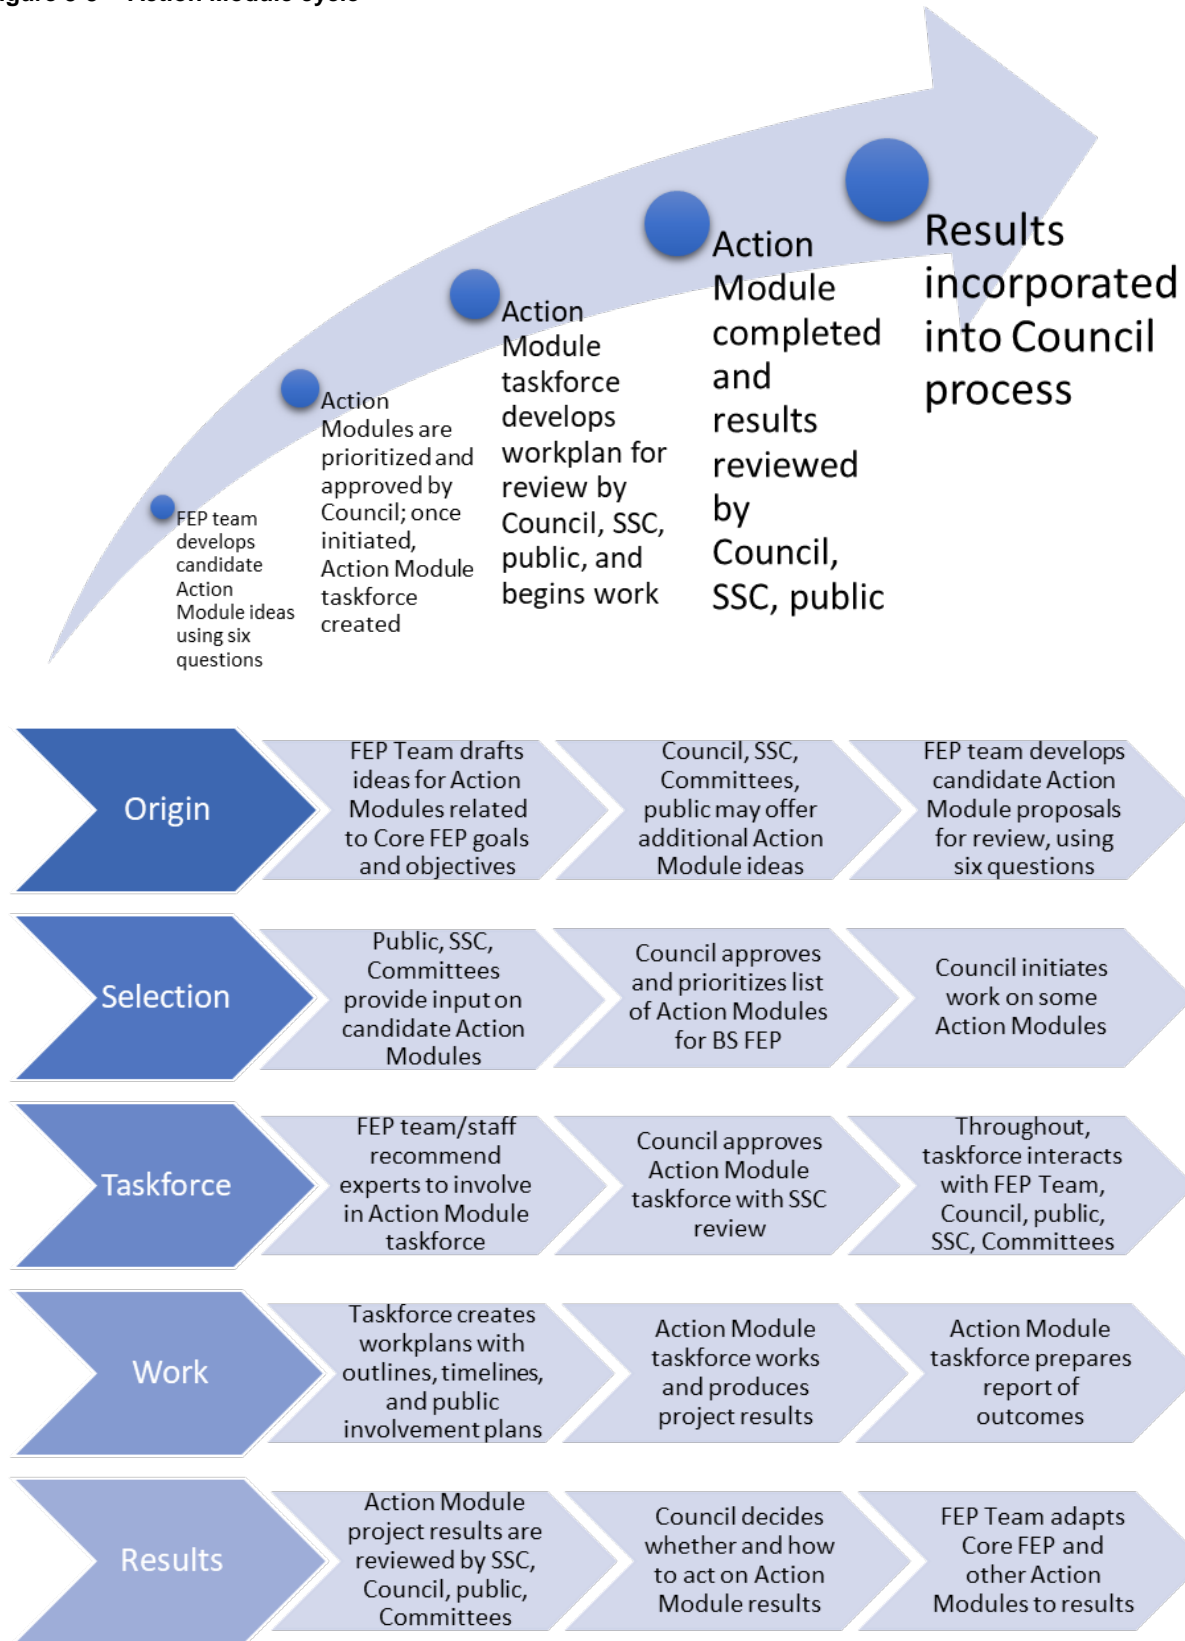 FEP team
develops
candidate
Action
Module ideas
using six
questions
Action
Modules are
prioritized and
approved by
Council; once
initiated,
Action Module
taskforce
created
Action
Module
taskforce
develops
workplan for
review by
Council, SSC,
public, and
begins work
Action
Module
completed
and
results
reviewed
by
Council,
SSC, public
Results
incorporated
into Council
process
Origin
FEP Team drafts
ideas for Action
Modules related
to Core FEP goals
and objectives
Council, SSC,
Committees,
public may offer
additional Action
Module ideas
FEP team develops
candidate Action
Module proposals
for review, using
six questions
Selection
Public, SSC,
Committees
provide input on
candidate Action
Modules
Council approves
and prioritizes list
of Action Modules
for BS FEP
Council initiates
work on some
Action Modules
Taskforce
FEP team/staff
recommend
experts to involve
in Action Module
taskforce
Council approves
Action Module
taskforce with SSC
review
Throughout,
taskforce interacts
with FEP Team,
Council, public,
SSC, Committees
Work
Taskforce creates
workplans with
outlines, timelines,
and public
involvement plans
Action Module
taskforce works
and produces
project results
Action Module
taskforce prepares
report of
outcomes
Results
Action Module
project results are
reviewed by SSC,
Council, public,
Committees
Council decides
whether and how
to act on Action
Module results
FEP Team adapts
Core FEP and
other Action
Modules to results